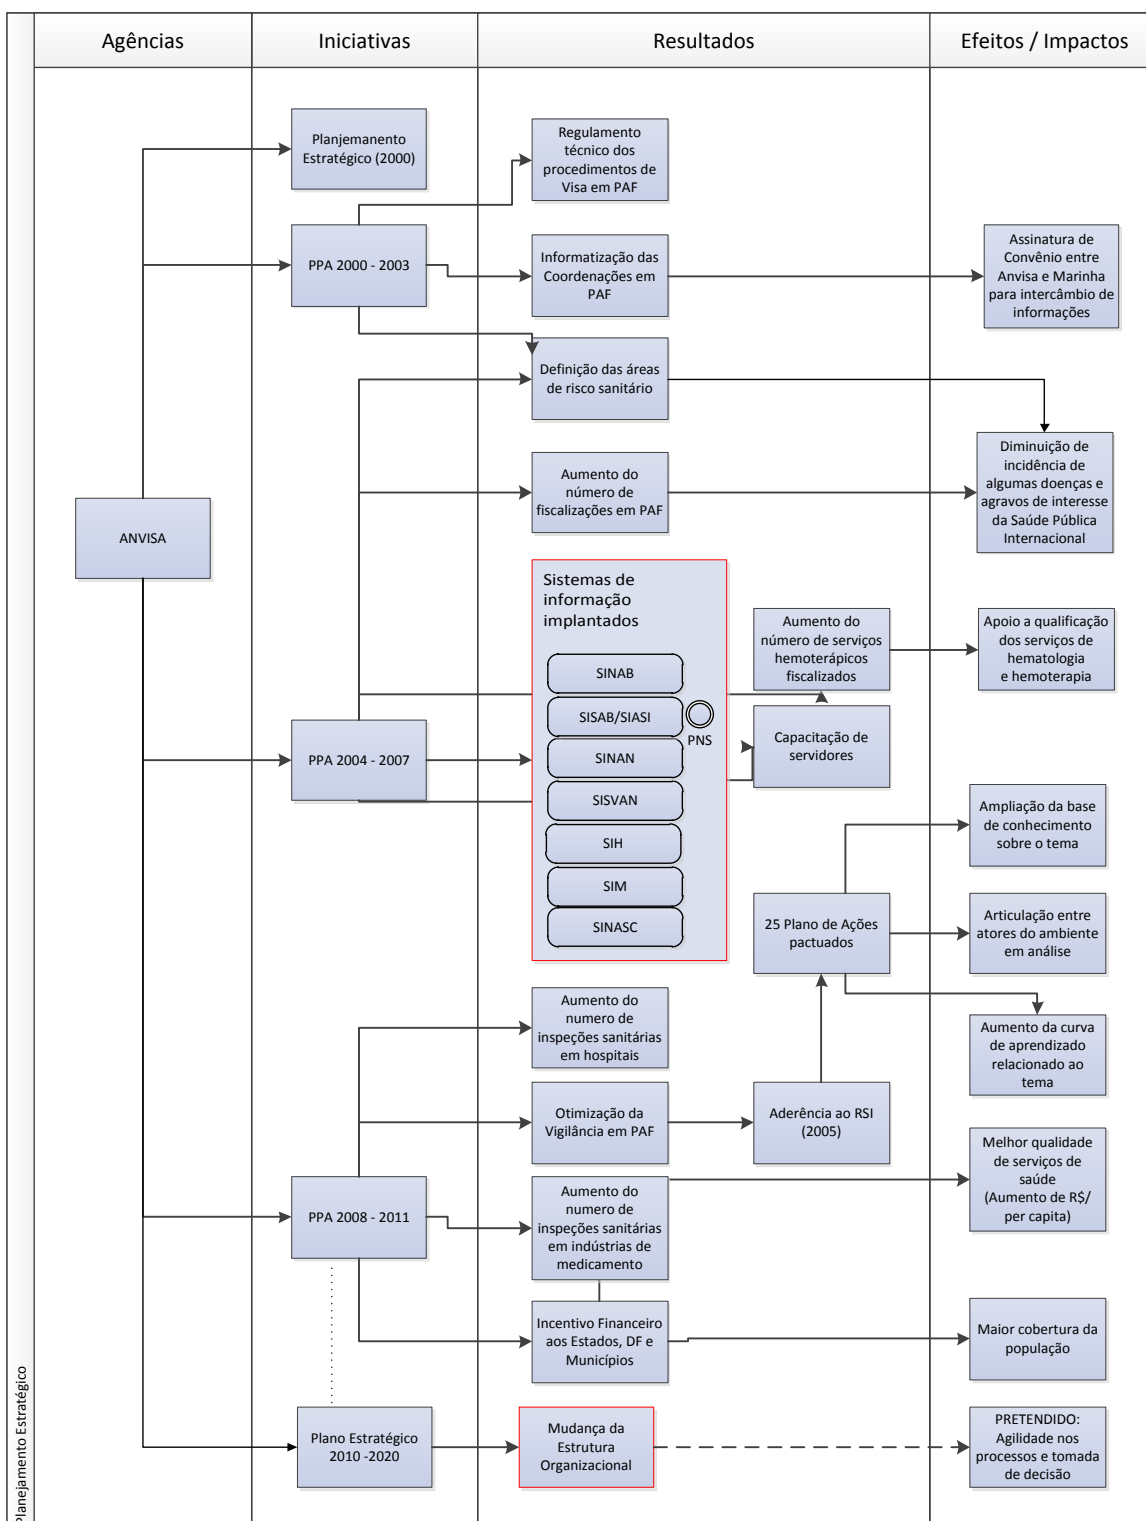 Agências
Iniciativas
Resultados
Efeitos / Impactos
Planejamento Estratégico
ANVISA
Planjemanento
Estratégico (2000)
PPA 2000 - 2003
PPA 2004 - 2007
PPA 2008 - 2011
Plano Estratégico
2010 -2020
Regulamento
técnico dos
procedimentos de
Visa em PAF
Informatização das
Coordenações em
PAF
Definição das áreas
de risco sanitário
Aumento do
número de
fiscalizações em PAF
Sistemas de
informação
implantados
SINAB
SISAB/SIASI
SINAN
SISVAN
SIH
SIM
SINASC
PNS
Aumento do
número de serviços
hemoterápicos
fiscalizados
Capacitação de
servidores
25 Plano de Ações
pactuados
Aumento do
numero de
inspeções sanitárias
em hospitais
Otimização da
Vigilância em PAF
Aderência ao RSI
(2005)
Aumento do
numero de
inspeções sanitárias
em indústrias de
medicamento
Incentivo Financeiro
aos Estados, DF e
Municípios
Mudança da
Estrutura
Organizacional
Assinatura de
Convênio entre
Anvisa e Marinha
para intercâmbio de
informações
Diminuição de
incidência de
algumas doenças e
agravos de interesse
da Saúde Pública
Internacional
Apoio a qualificação
dos serviços de
hematologia
e hemoterapia
Ampliação da base
de conhecimento
sobre o tema
Articulação entre
atores do ambiente
em análise
Aumento da curva
de aprendizado
relacionado ao
tema
Melhor qualidade
de serviços de
saúde
(Aumento de R$/
per capita)
Maior cobertura da
população
PRETENDIDO:
Agilidade nos
processos e tomada
de decisão